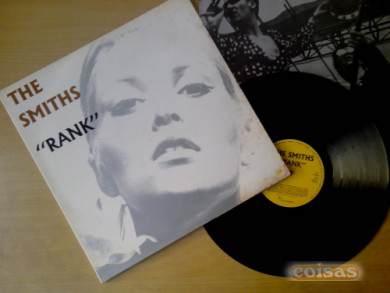 THE
SMITHS
"RANK"
THE SMITHS
"RANK"
coisas